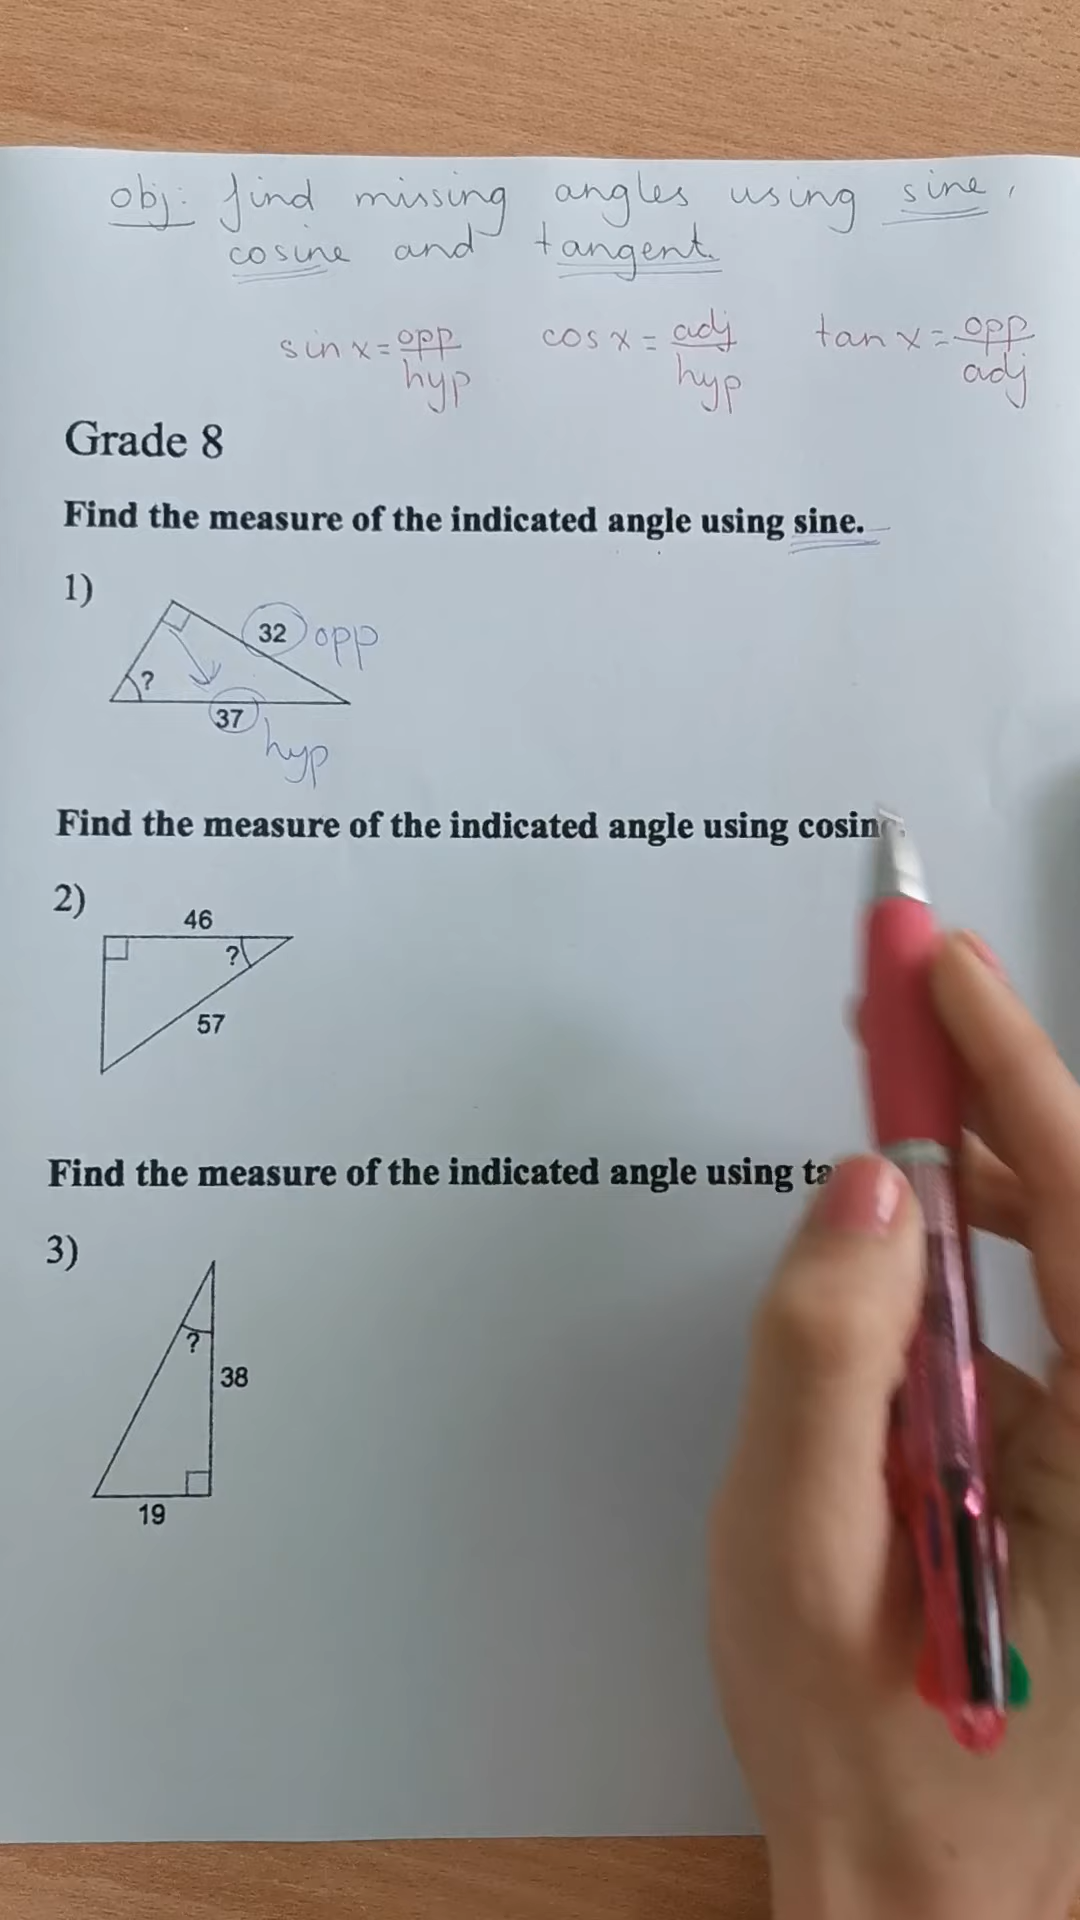 obj: find missing angles using sine,
cosine and tangent.
sin x = opp/hyp cos x = adj/hyp tan x = opp/adj
Grade 8
Find the measure of the indicated angle using sine.
1)
32 opp
?
37
hyp
Find the measure of the indicated angle using
2)
46
?
57
Find the measure of the indicated angle using
3)
?
38
19